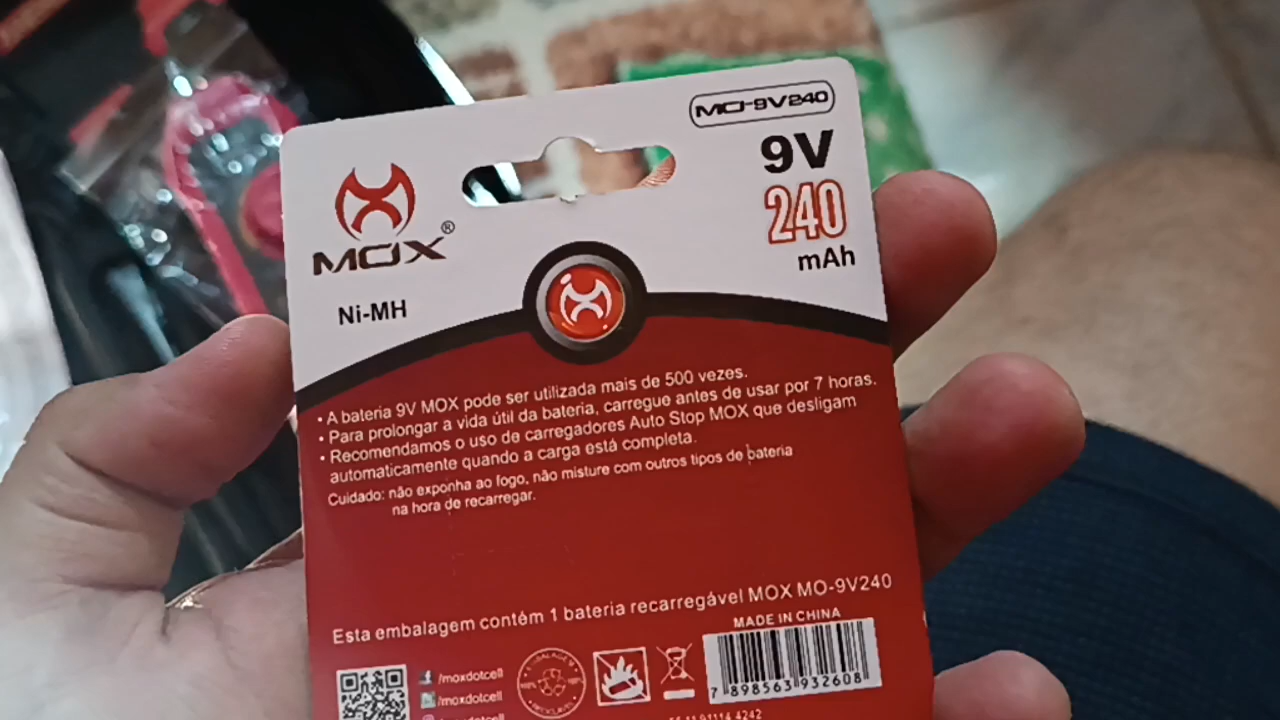 MO-9V240
9V
240
mAh
MOX®
Ni-MH
• A bateria 9V MOX pode ser utilizada mais de 500 vezes.
• Para prolongar a vida útil da bateria, carregue antes de usar por 7 horas.
• Recomendamos o uso de carregadores Auto Stop MOX que desligam
automaticamente quando a carga está completa.
Cuidado: não exponha ao fogo, não misture com outros tipos de bateria
na hora de recarregar.
Esta embalagem contém 1 bateria recarregável MOX MO-9V240
MADE IN CHINA
/moxdotcell
/moxdotcell
/moxdotcell
7 898563 932608
11 91114 4242